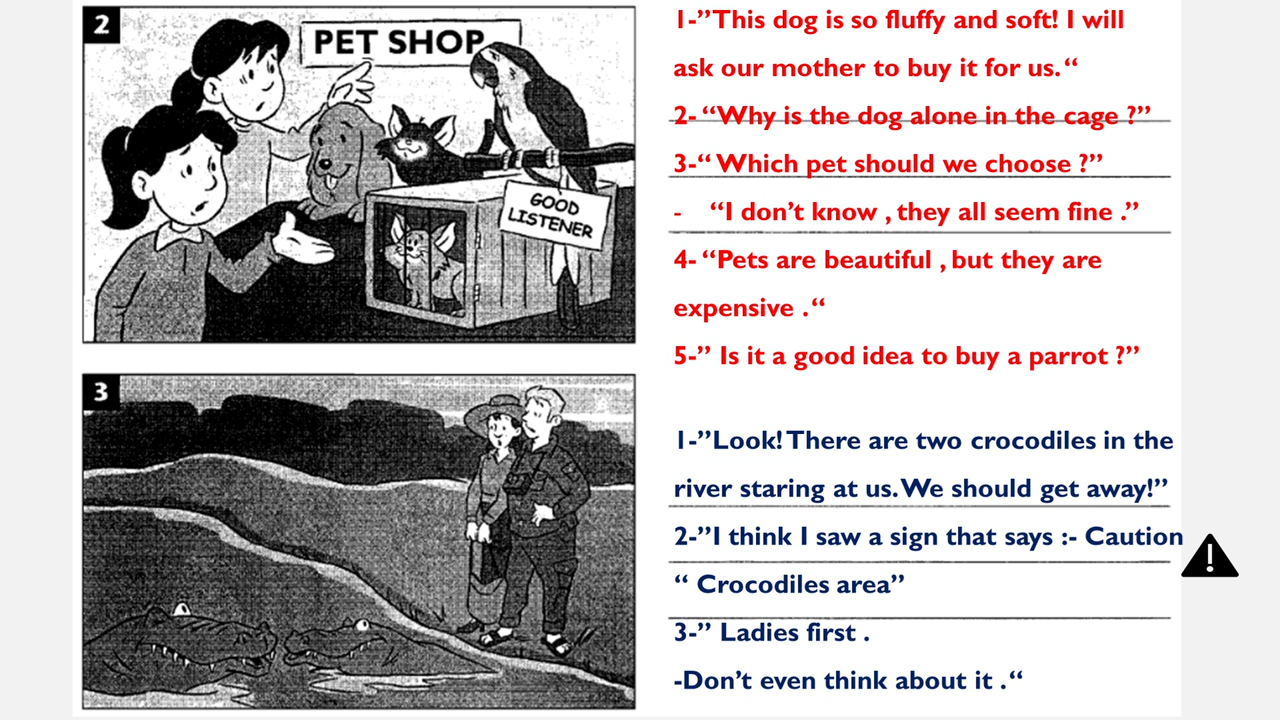 2
PET SHOP
GOOD
LISTENER
1-”This dog is so fluffy and soft! I will
ask our mother to buy it for us.“
2- “Why is the dog alone in the cage ?”
3-“ Which pet should we choose ?”
- “I don’t know , they all seem fine .”
4- “Pets are beautiful , but they are
expensive .“
5-” Is it a good idea to buy a parrot ?”
3
1-”Look! There are two crocodiles in the
river staring at us. We should get away!”
2-”I think I saw a sign that says :- Caution
“ Crocodiles area”
3-” Ladies first .
-Don’t even think about it .“